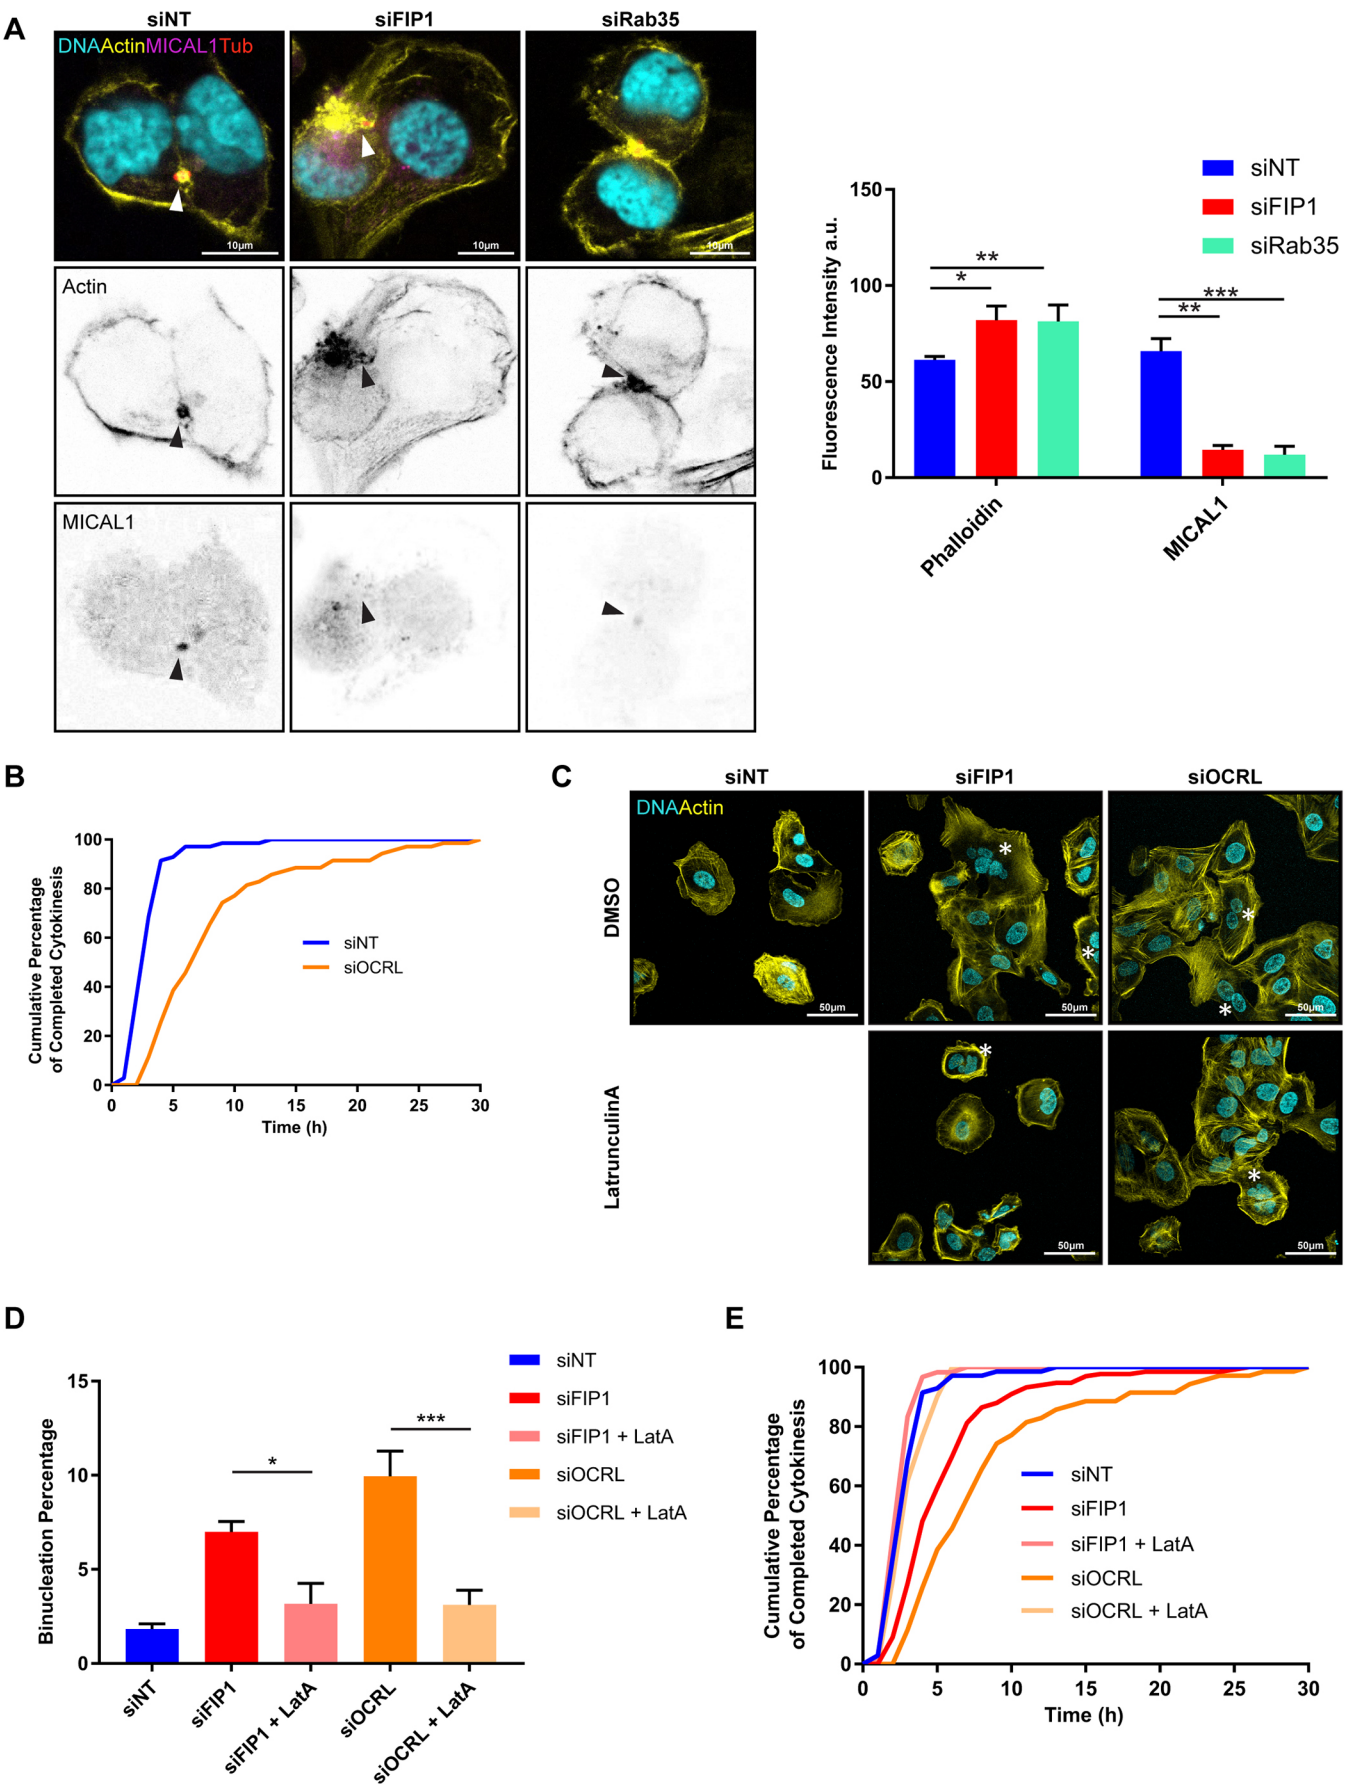 A
siNT
siFIP1
siRab35
DNAActinMICAL1Tub
10µm
10µm
10µm
Actin
MICAL1
siNT
siFIP1
siRab35
Fluorescence Intensity a.u.
150
100
50
0
**
*
***
**
Phalloidin
MICAL1
B
Cumulative Percentage
of Completed Cytokinesis
100
80
60
40
20
0
0
5
10
15
20
25
30
Time (h)
siNT
siOCRL
C
siNT
siFIP1
siOCRL
DNAActin
DMSO
LatrunculinA
*
*
*
*
50µm
50µm
50µm
*
*
50µm
50µm
D
Binucleation Percentage
15
10
5
0
*
***
siNT
siFIP1
siFIP1 + LatA
siOCRL
siOCRL + LatA
siNT
siFIP1
siFIP1 + LatA
siOCRL
siOCRL + LatA
E
Cumulative Percentage
of Completed Cytokinesis
100
80
60
40
20
0
0
5
10
15
20
25
30
Time (h)
siNT
siFIP1
siFIP1 + LatA
siOCRL
siOCRL + LatA